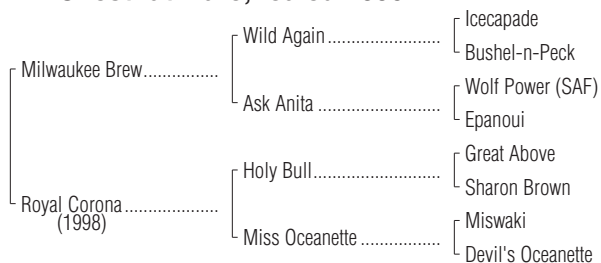 Icecapade
Wild Again........................
Bushel-n-Peck
Milwaukee Brew................
Wolf Power (SAF)
Ask Anita ..........................
Epanoui
Great Above
Holy Bull...........................
Sharon Brown
Royal Corona....................
(1998)
Miswaki
Miss Oceanette .................
Devil's Oceanette